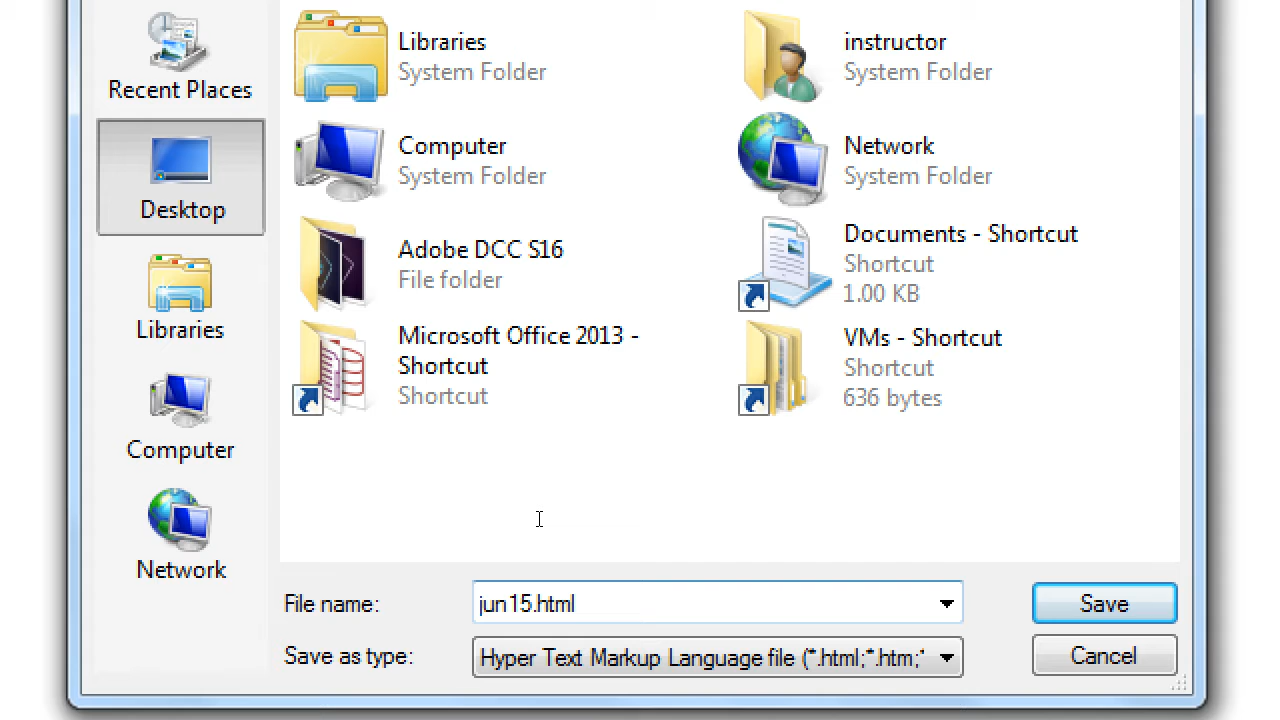 Recent Places
Desktop
Libraries
Computer
Network
Libraries
System Folder
instructor
System Folder
Computer
System Folder
Network
System Folder
Adobe DCC S16
File folder
Documents - Shortcut
Shortcut
1.00 KB
Microsoft Office 2013 -
Shortcut
Shortcut
VMs - Shortcut
Shortcut
636 bytes
File name:
jun15.html
Save
Save as type:
Hyper Text Markup Language file (*.html;*.htm;*
Cancel